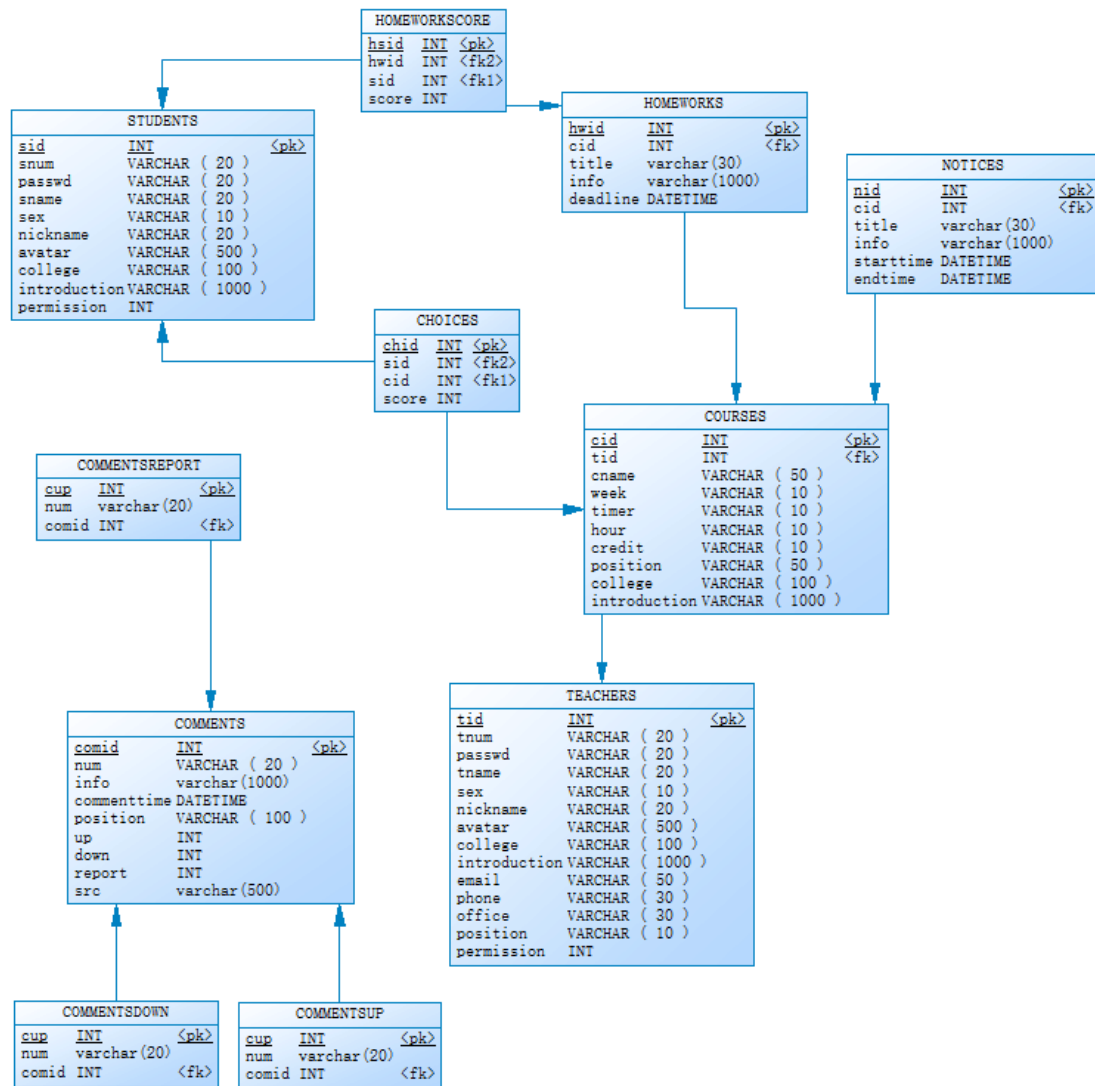 HOMEWORKSCORE
hsid INT <pk>
hwid INT <fk2>
sid INT <fk1>
score INT
HOMEWORKS
hwid INT <pk>
cid INT <fk>
title varchar(30)
info varchar(1000)
deadline DATETIME
STUDENTS
sid INT <pk>
snum VARCHAR ( 20 )
passwd VARCHAR ( 20 )
sname VARCHAR ( 20 )
sex VARCHAR ( 10 )
nickname VARCHAR ( 20 )
avatar VARCHAR ( 500 )
college VARCHAR ( 100 )
introduction VARCHAR ( 1000 )
permission INT
NOTICES
nid INT <pk>
cid INT <fk>
title varchar(30)
info varchar(1000)
starttime DATETIME
endtime DATETIME
CHOICES
chid INT <pk>
sid INT <fk2>
cid INT <fk1>
score INT
COURSES
cid INT <pk>
tid INT <fk>
cname VARCHAR ( 50 )
week VARCHAR ( 10 )
timer VARCHAR ( 10 )
hour VARCHAR ( 10 )
credit VARCHAR ( 10 )
position VARCHAR ( 50 )
college VARCHAR ( 100 )
introduction VARCHAR ( 1000 )
COMMENTSREPORT
cup INT <pk>
num varchar(20)
comid INT <fk>
TEACHERS
tid INT <pk>
tnum VARCHAR ( 20 )
passwd VARCHAR ( 20 )
tname VARCHAR ( 20 )
sex VARCHAR ( 10 )
nickname VARCHAR ( 20 )
avatar VARCHAR ( 500 )
college VARCHAR ( 100 )
introduction VARCHAR ( 1000 )
email VARCHAR ( 50 )
phone VARCHAR ( 30 )
office VARCHAR ( 30 )
position VARCHAR ( 10 )
permission INT
COMMENTS
comid INT <pk>
num VARCHAR ( 20 )
info varchar(1000)
commenttime DATETIME
position VARCHAR ( 100 )
up INT
down INT
report INT
src varchar(500)
COMMENTSDOWN
cup INT <pk>
num varchar(20)
comid INT <fk>
COMMENTSUP
cup INT <pk>
num varchar(20)
comid INT <fk>